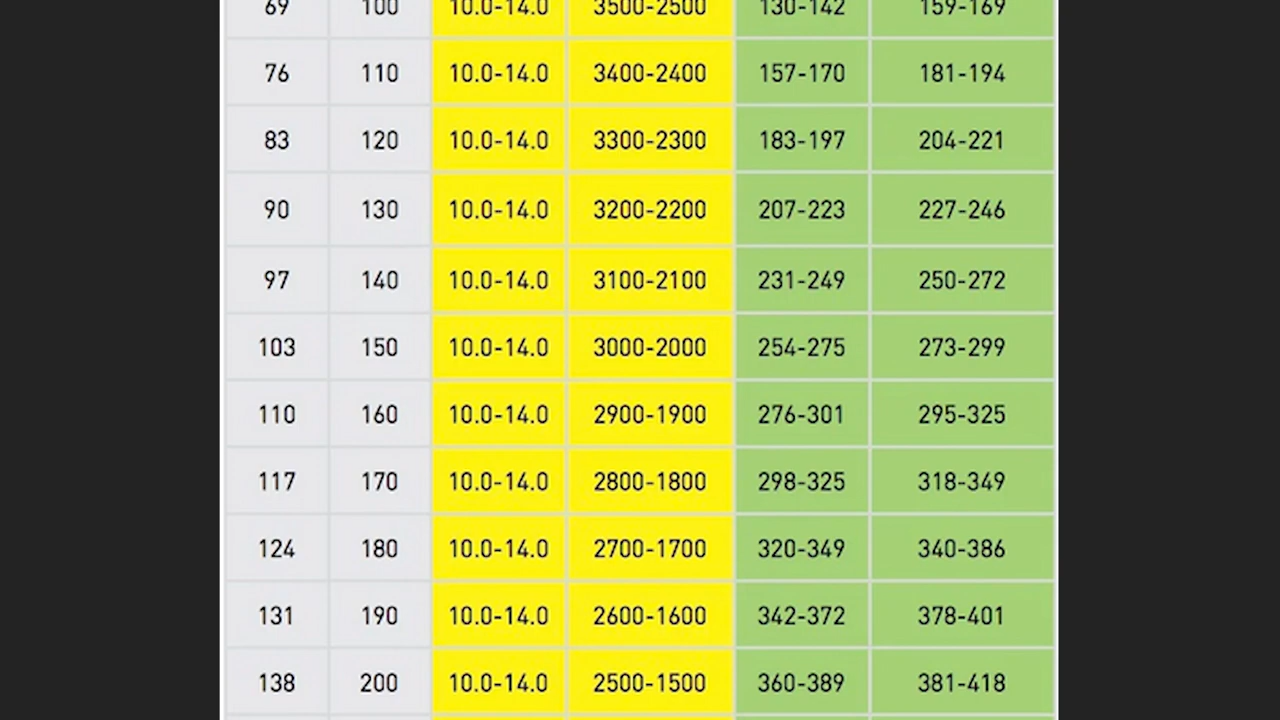 69 100 10.0-14.0 3500-2500 130-142 159-169
76 110 10.0-14.0 3400-2400 157-170 181-194
83 120 10.0-14.0 3300-2300 183-197 204-221
90 130 10.0-14.0 3200-2200 207-223 227-246
97 140 10.0-14.0 3100-2100 231-249 250-272
103 150 10.0-14.0 3000-2000 254-275 273-299
110 160 10.0-14.0 2900-1900 276-301 295-325
117 170 10.0-14.0 2800-1800 298-325 318-349
124 180 10.0-14.0 2700-1700 320-349 340-386
131 190 10.0-14.0 2600-1600 342-372 378-401
138 200 10.0-14.0 2500-1500 360-389 381-418